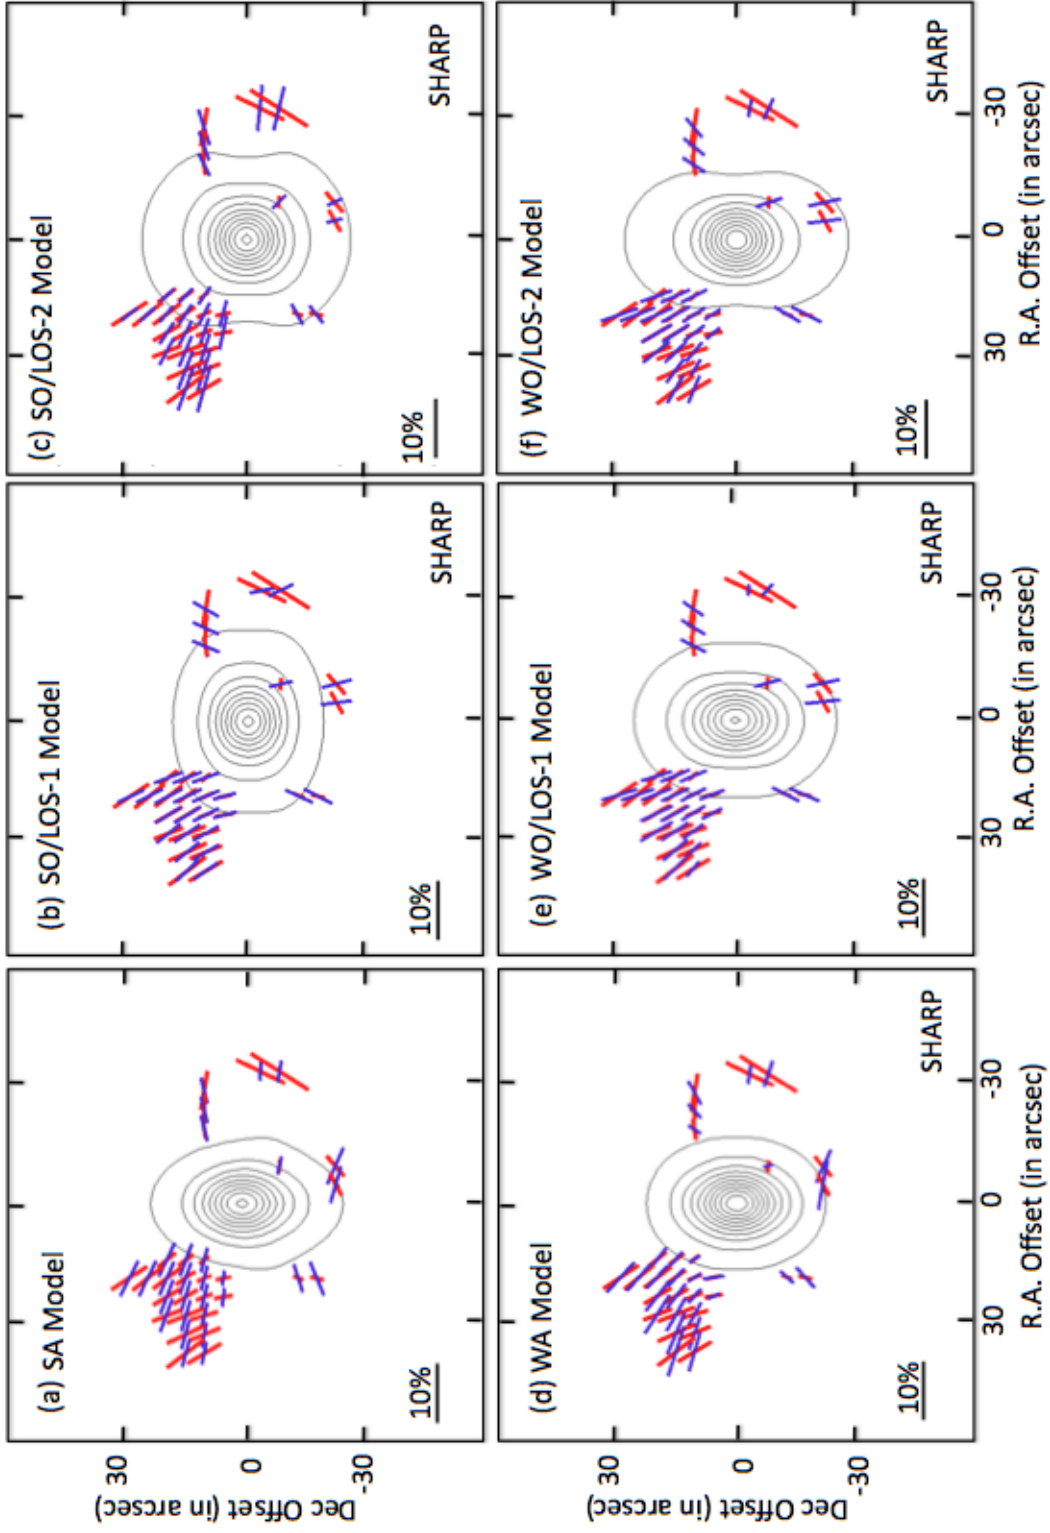 (a) SA Model
(b) SO/LOS-1 Model
(c) SO/LOS-2 Model
30
0
-30
Dec Offset (in arcsec)
10%
SHARP
10%
SHARP
10%
SHARP
(d) WA Model
(e) WO/LOS-1 Model
(f) WO/LOS-2 Model
30
0
-30
Dec Offset (in arcsec)
10%
SHARP
10%
SHARP
10%
SHARP
30
0
-30
30
0
-30
30
0
-30
R.A. Offset (in arcsec)
R.A. Offset (in arcsec)
R.A. Offset (in arcsec)